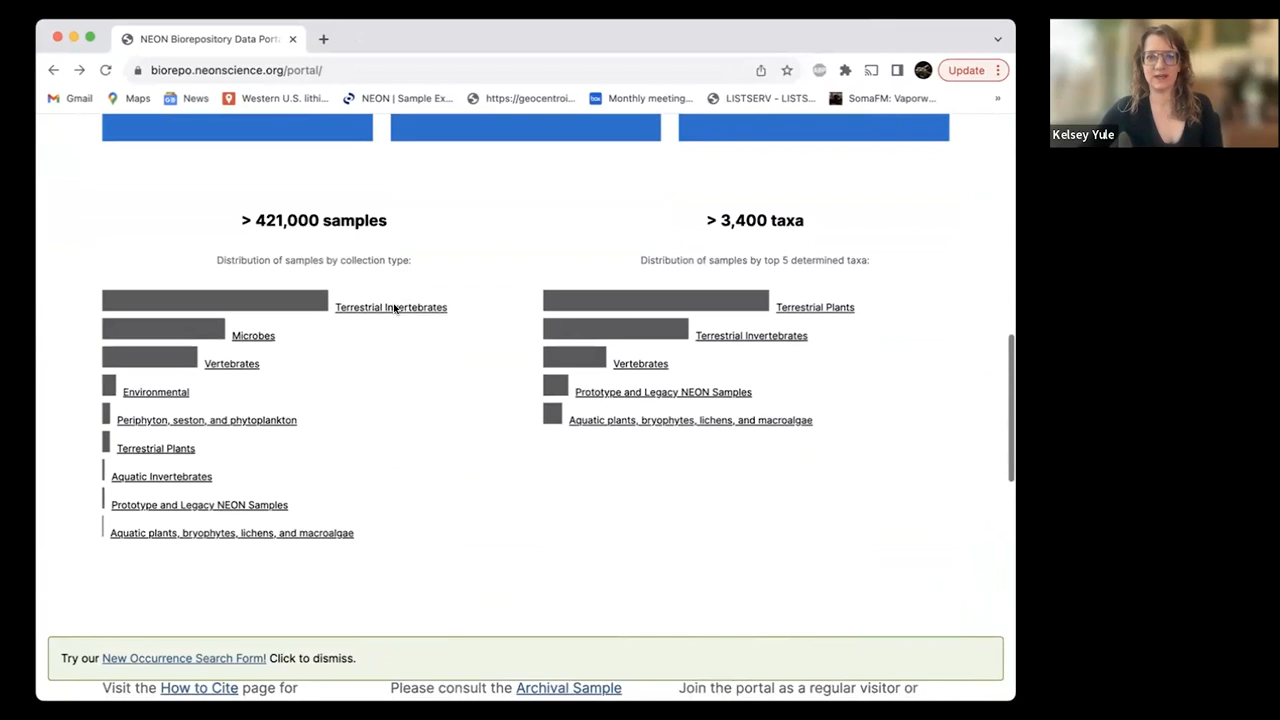 NEON Biorepository Data Port
biorepo.neonscience.org/portal/
Update
Gmail
Maps
News
Western U.S. lithi...
NEON | Sample Ex...
https://geocentroi...
Monthly meeting...
LISTSERV - LISTS...
SomaFM: Vaporw...
»
Kelsey Yule
> 421,000 samples
> 3,400 taxa
Distribution of samples by collection type:
Distribution of samples by top 5 determined taxa:
Terrestrial Invertebrates
Microbes
Vertebrates
Environmental
Periphyton, seston, and phytoplankton
Terrestrial Plants
Aquatic Invertebrates
Prototype and Legacy NEON Samples
Aquatic plants, bryophytes, lichens, and macroalgae
Terrestrial Plants
Terrestrial Invertebrates
Vertebrates
Prototype and Legacy NEON Samples
Aquatic plants, bryophytes, lichens, and macroalgae
Try our New Occurrence Search Form! Click to dismiss.
Visit the How to Cite page for
Please consult the Archival Sample
Join the portal as a regular visitor or